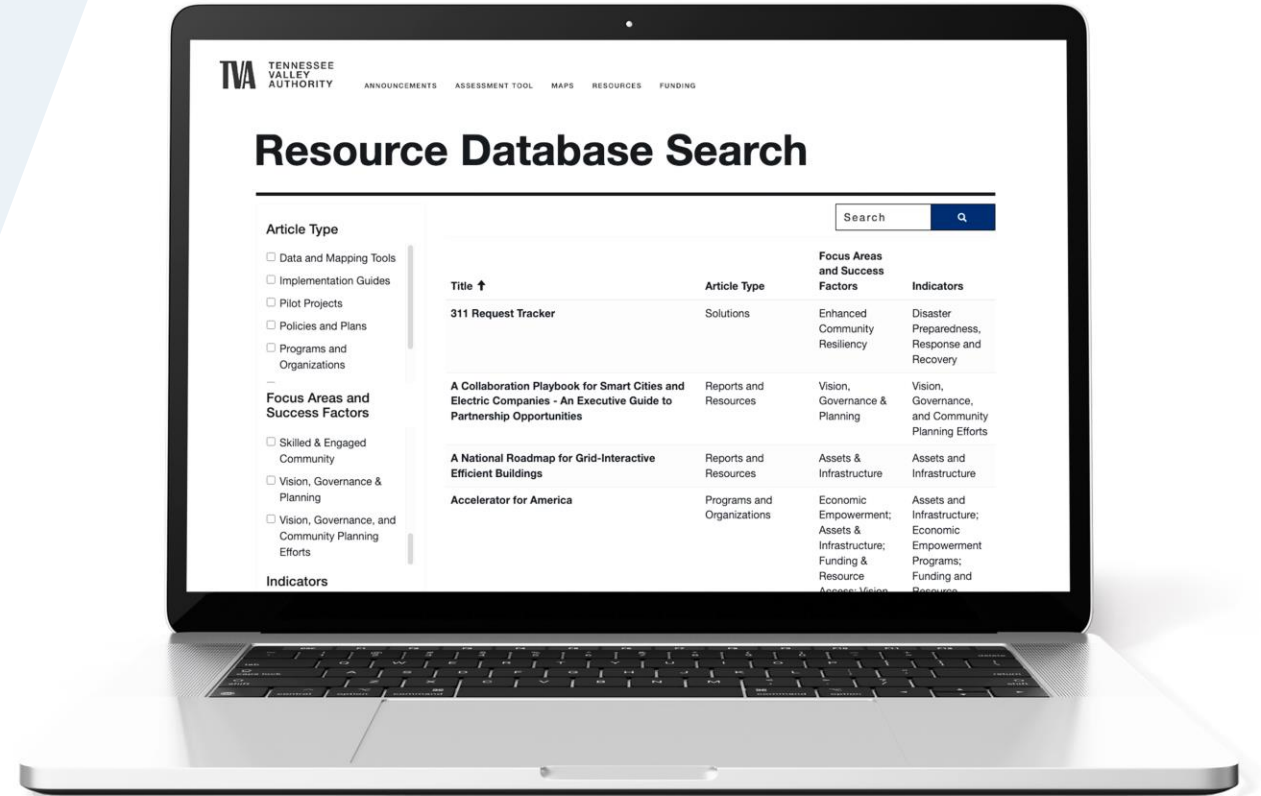 TVA
TENNESSEE
VALLEY
AUTHORITY
ANNOUNCEMENTS ASSESSMENT TOOL MAPS RESOURCES FUNDING
Resource Database Search
Search
Article Type
Data and Mapping Tools
Implementation Guides
Pilot Projects
Policies and Plans
Programs and
Organizations
Focus Areas and
Success Factors
Skilled & Engaged
Community
Vision, Governance &
Planning
Vision, Governance, and
Community Planning
Efforts
Indicators
Title ↑
Article Type
Focus Areas
and Success
Factors
Indicators
311 Request Tracker
Solutions
Enhanced
Community
Resiliency
Disaster
Preparedness,
Response and
Recovery
A Collaboration Playbook for Smart Cities and
Electric Companies - An Executive Guide to
Partnership Opportunities
Reports and
Resources
Vision,
Governance &
Planning
Vision,
Governance,
and Community
Planning Efforts
A National Roadmap for Grid-Interactive
Efficient Buildings
Reports and
Resources
Assets &
Infrastructure
Assets and
Infrastructure
Accelerator for America
Programs and
Organizations
Economic
Empowerment;
Assets &
Infrastructure;
Funding &
Resource
Access; Vision
Assets and
Infrastructure;
Economic
Empowerment
Programs;
Funding and
Resource